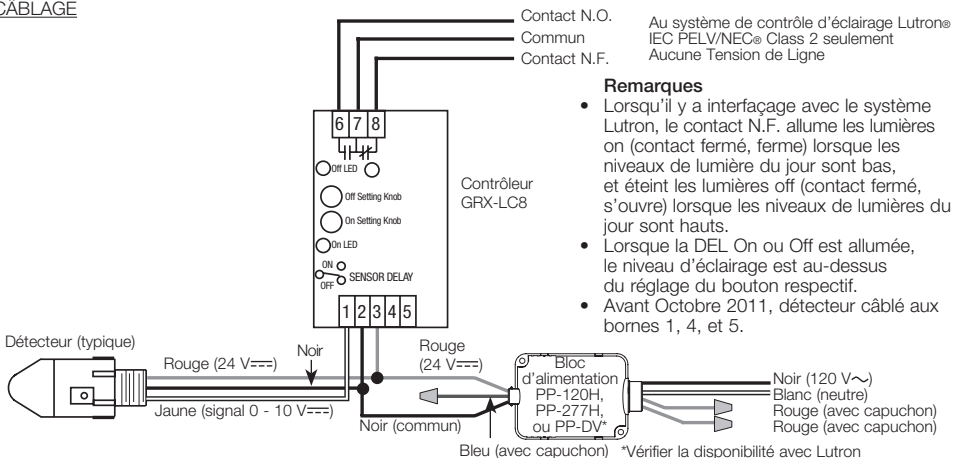 CÂBLAGE
Contact N.O.
Commun
Contact N.F.
Au système de contrôle d'éclairage Lutron®
IEC PELV/NEC® Class 2 seulement
Aucune Tension de Ligne
Remarques
• Lorsqu'il y a interfaçage avec le système
Lutron, le contact N.F. allume les lumières
on (contact fermé, ferme) lorsque les
niveaux de lumière du jour sont bas,
et éteint les lumières off (contact fermé,
s'ouvre) lorsque les niveaux de lumières du
jour sont hauts.
• Lorsque la DEL On ou Off est allumée,
le niveau d'éclairage est au-dessus
du réglage du bouton respectif.
• Avant Octobre 2011, détecteur câblé aux
bornes 1, 4, et 5.
6 7 8
Off LED
Off Setting Knob
On Setting Knob
On LED
ON
OFF
SENSOR DELAY
1 2 3 4 5
Contrôleur
GRX-LC8
Détecteur (typique)
Rouge (24 V⎓)
Noir
Jaune (signal 0 - 10 V⎓)
Rouge
(24 V⎓)
Noir (commun)
Bleu (avec capuchon)
Bloc
d'alimentation
PP-120H,
PP-277H,
ou PP-DV*
Noir (120 V~)
Blanc (neutre)
Rouge (avec capuchon)
Rouge (avec capuchon)
*Vérifier la disponibilité avec Lutron